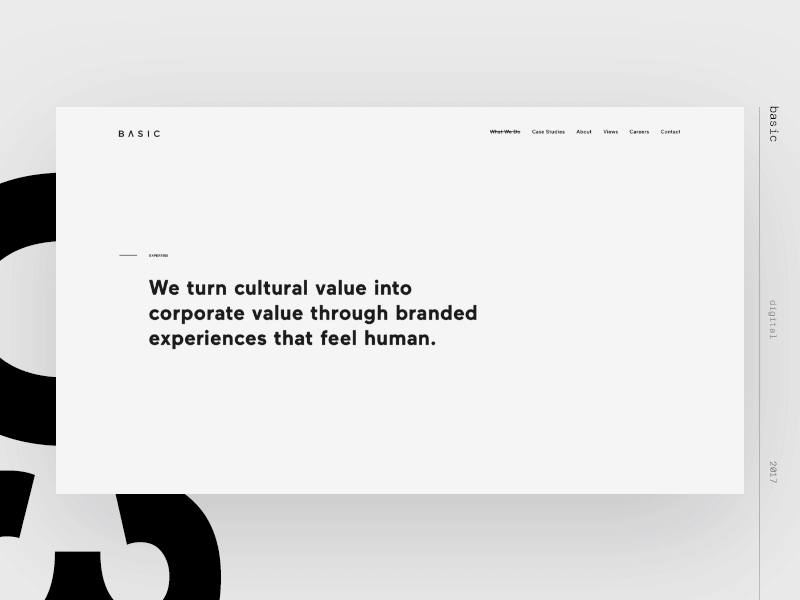 BΛSIC
What We Do Case Studies About Views Careers Contact
EXPERTISE
We turn cultural value into
corporate value through branded
experiences that feel human.
basic
digital
2017